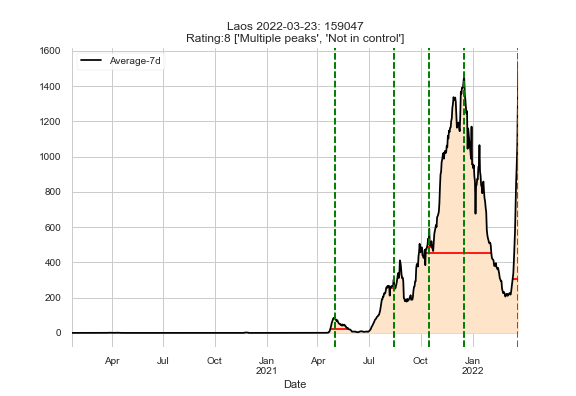 Laos 2022-03-23: 159047
Rating:8 ['Multiple peaks', 'Not in control']
Average-7d
1600
1400
1200
1000
800
600
400
200
0
Apr Jul Oct Jan Apr Jul Oct Jan
2021 2022
Date